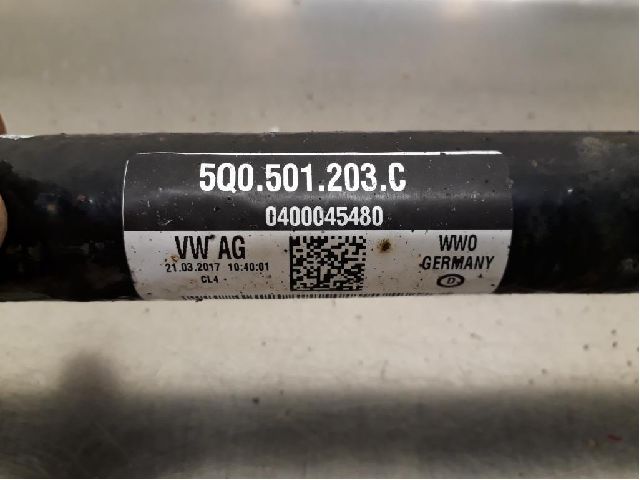 5Q0.501.203.C
0400045480
VW AG
21.03.2017 10:40:01
CL4
WWO
GERMANY
D